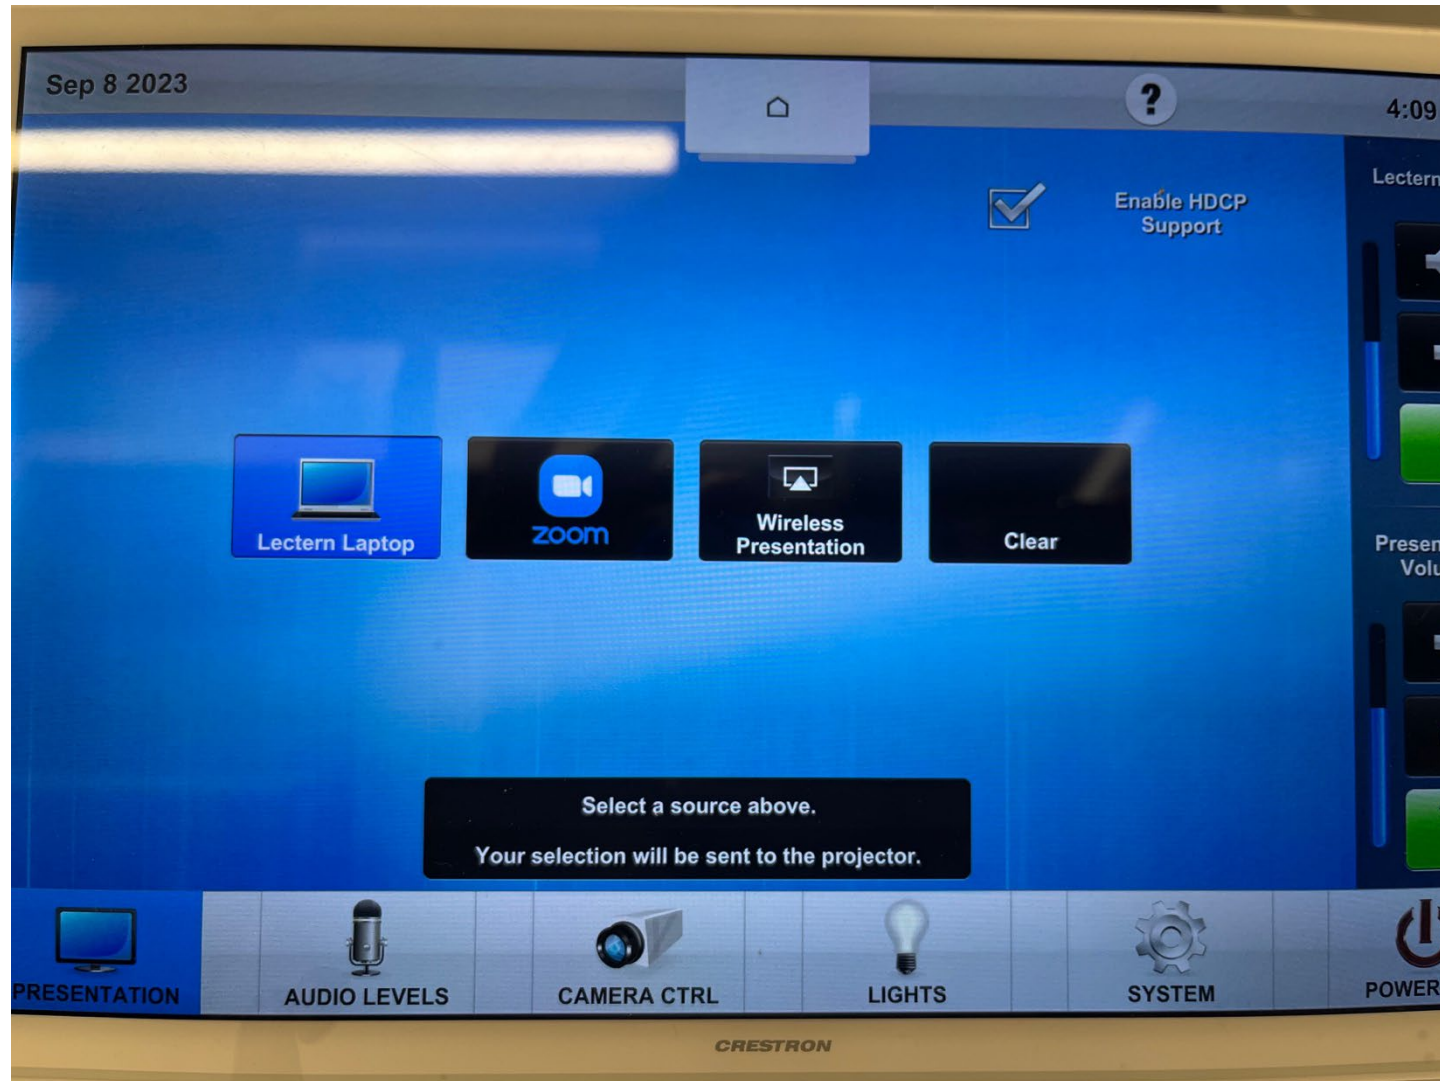 Sep 8 2023
?
4:09
Enable HDCP
Support
Lectern
Lectern Laptop
zoom
Wireless
Presentation
Clear
Select a source above.
Your selection will be sent to the projector.
PRESENTATION
AUDIO LEVELS
CAMERA CTRL
LIGHTS
SYSTEM
POWER
CRESTRON